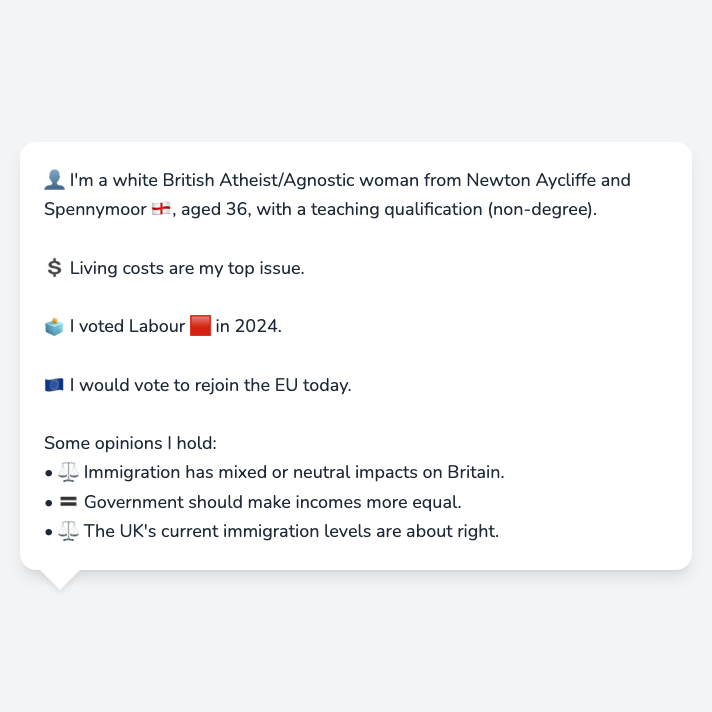 👤 I'm a white British Atheist/Agnostic woman from Newton Aycliffe and
Spennymoor 🏴󠁧󠁢󠁥󠁮󠁧󠁿, aged 36, with a teaching qualification (non-degree).
💲 Living costs are my top issue.
🗳️ I voted Labour 🟥 in 2024.
🇪🇺 I would vote to rejoin the EU today.
Some opinions I hold:
• ⚖️ Immigration has mixed or neutral impacts on Britain.
• 🟰 Government should make incomes more equal.
• ⚖️ The UK's current immigration levels are about right.